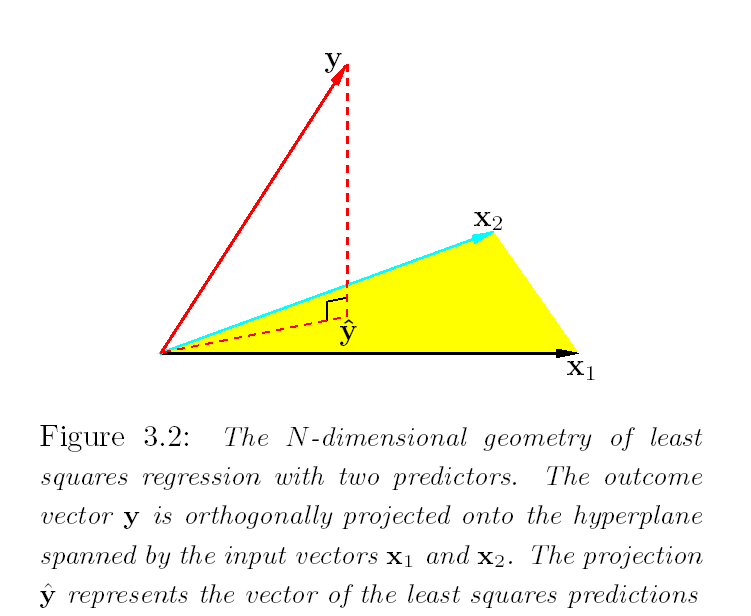 y
x₂
ŷ
x₁
Figure 3.2: The N-dimensional geometry of least
squares regression with two predictors. The outcome
vector y is orthogonally projected onto the hyperplane
spanned by the input vectors x₁ and x₂. The projection
ŷ represents the vector of the least squares predictions